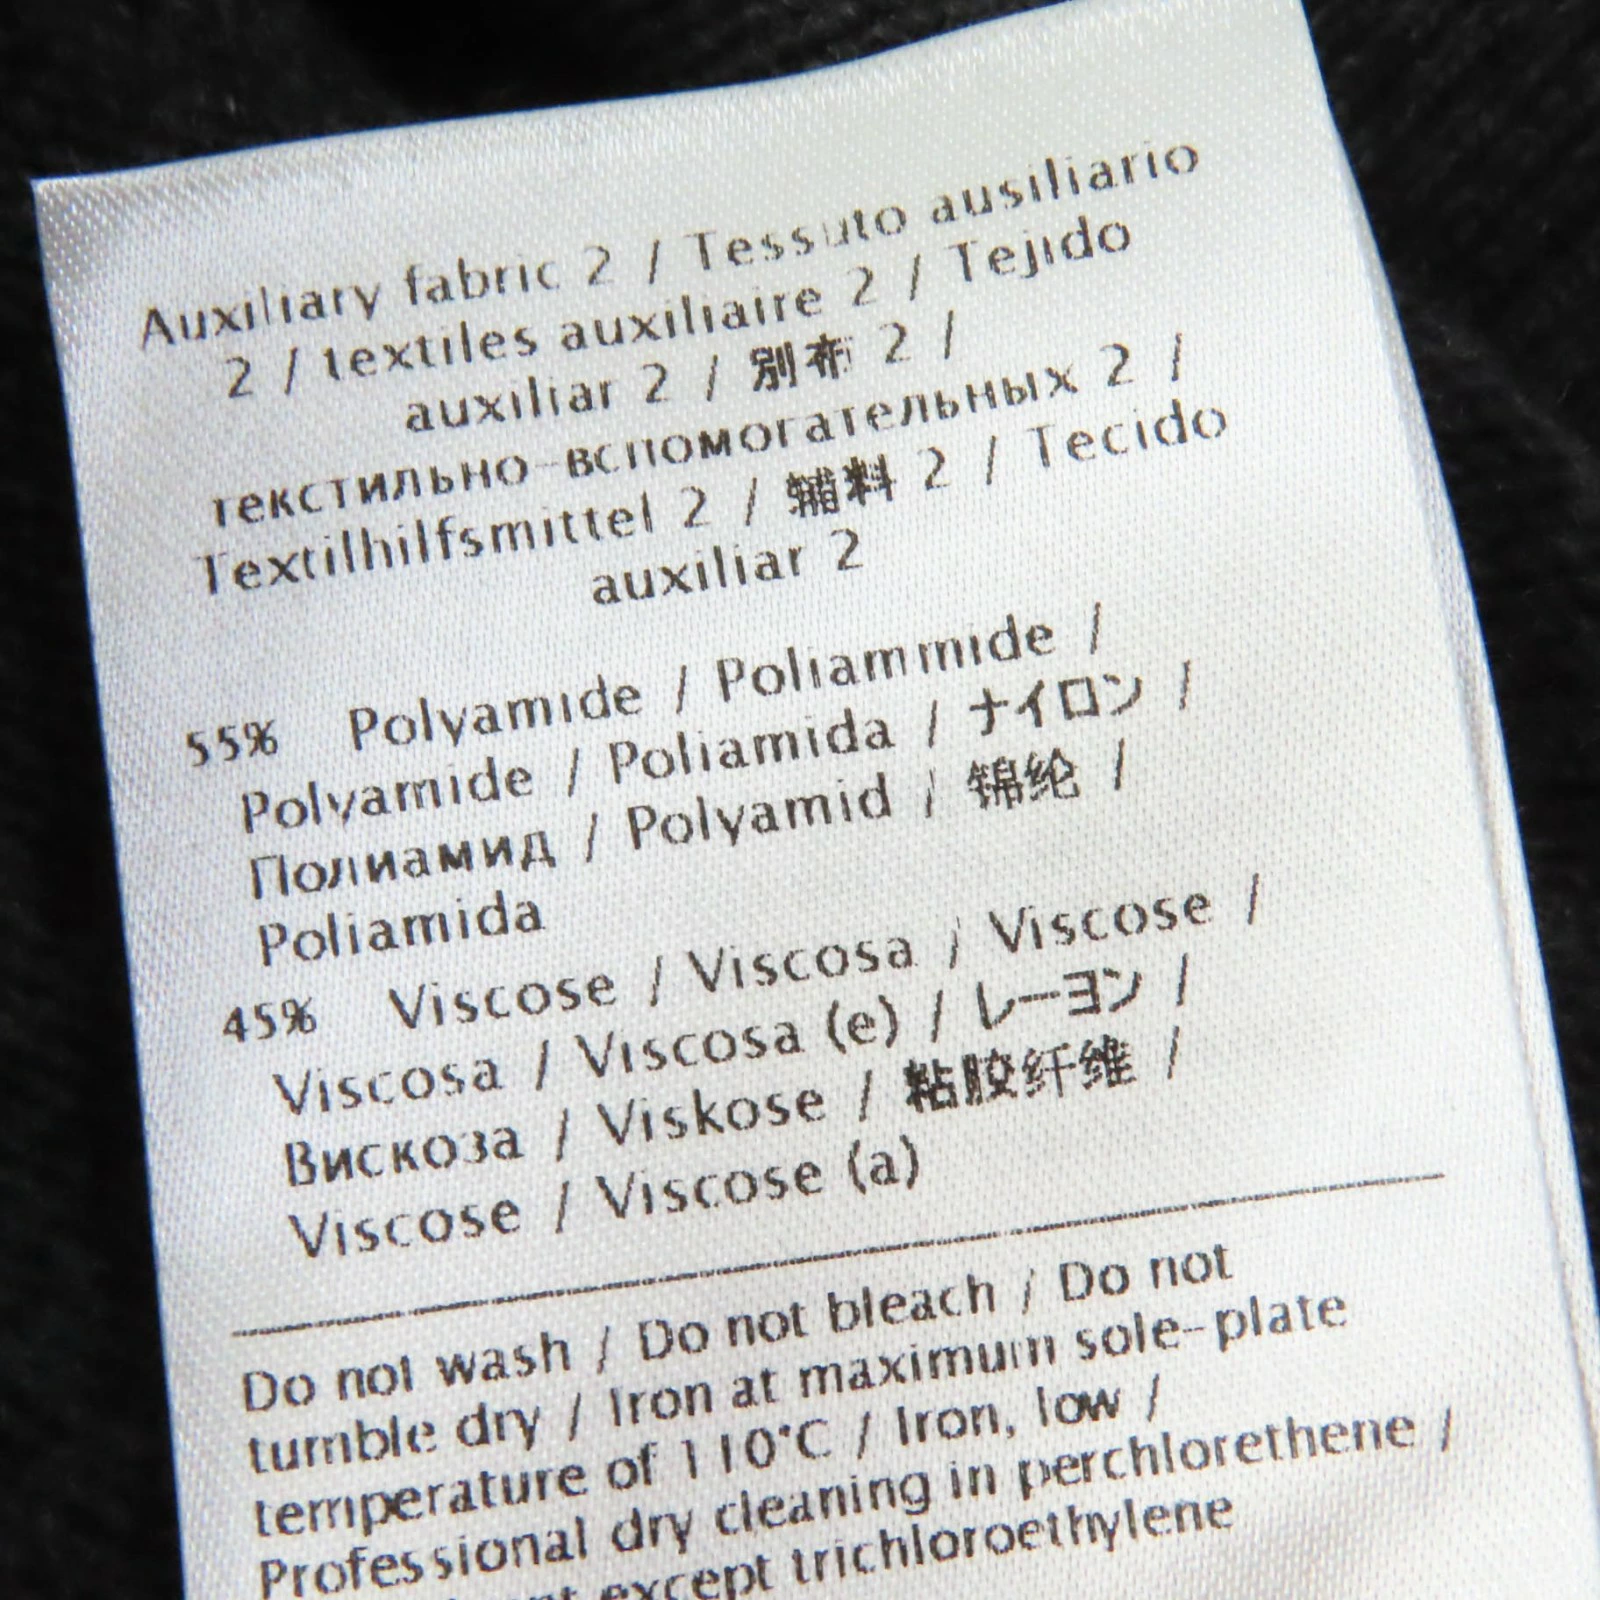 Auxiliary fabric 2 / Tessuto ausiliario
2 / textiles auxiliaire 2 / Tejido
auxiliar 2 / 別布 2 /
текстильно-вспомогательных 2 /
Textilhilfsmittel 2 / 辅料 2 / Tecido
auxiliar 2
55% Polyamide / Poliammide /
Polyamide / Poliamida / ナイロン /
Полиамид / Polyamid / 锦纶 /
Poliamida
45% Viscose / Viscosa / Viscose /
Viscosa / Viscosa (e) / レーヨン /
Вискоза / Viskose / 粘胶纤维 /
Viscose / Viscose (a)
Do not wash / Do not bleach / Do not
tumble dry / Iron at maximum sole-plate
temperature of 110°C / Iron, low /
Professional dry cleaning in perchlorethene /
except trichloroethylene